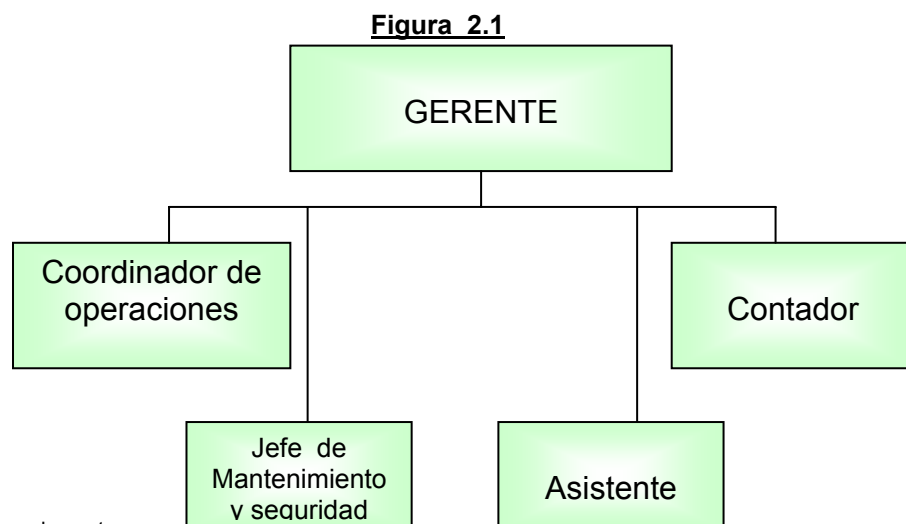 Figura 2.1
GERENTE
Coordinador de
operaciones
Contador
Jefe de
Mantenimiento
y seguridad
Asistente